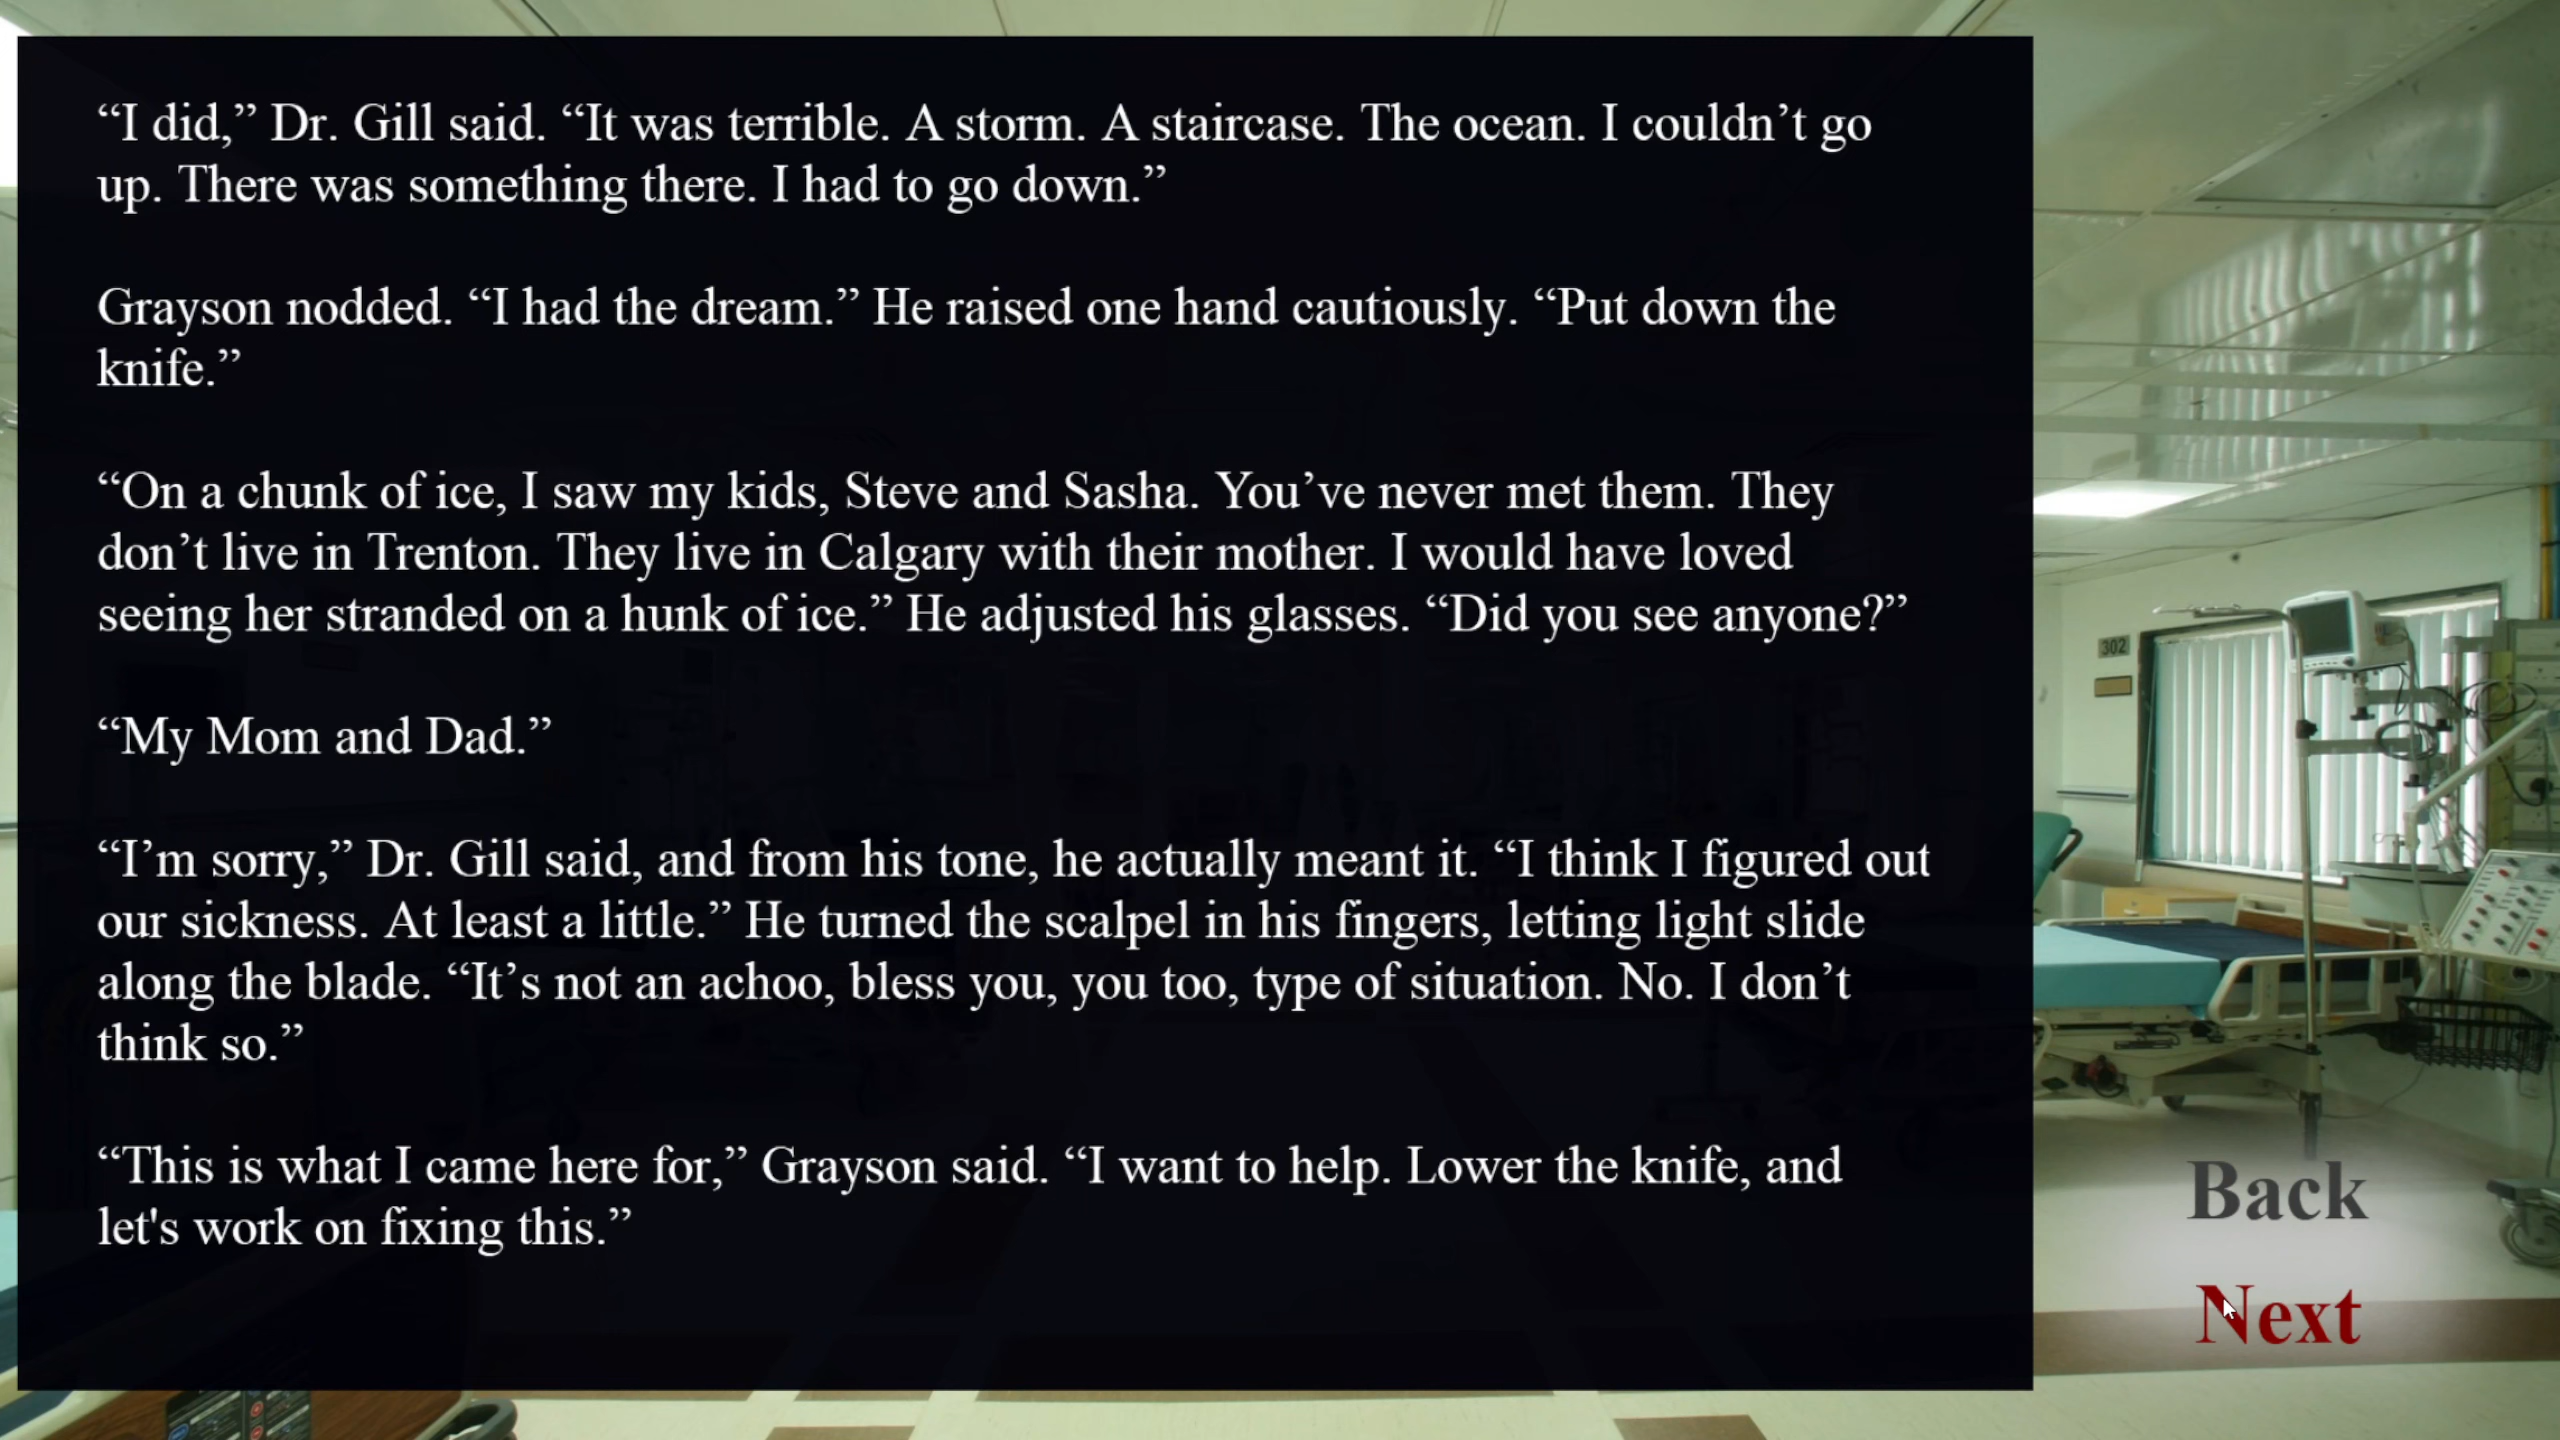 “I did,” Dr. Gill said. “It was terrible. A storm. A staircase. The ocean. I couldn’t go
up. There was something there. I had to go down.”
Grayson nodded. “I had the dream.” He raised one hand cautiously. “Put down the
knife.”
“On a chunk of ice, I saw my kids, Steve and Sasha. You’ve never met them. They
don’t live in Trenton. They live in Calgary with their mother. I would have loved
seeing her stranded on a hunk of ice.” He adjusted his glasses. “Did you see anyone?”
“My Mom and Dad.”
“I’m sorry,” Dr. Gill said, and from his tone, he actually meant it. “I think I figured out
our sickness. At least a little.” He turned the scalpel in his fingers, letting light slide
along the blade. “It’s not an achoo, bless you, you too, type of situation. No. I don’t
think so.”
“This is what I came here for,” Grayson said. “I want to help. Lower the knife, and
let's work on fixing this.”
302
Back
Next